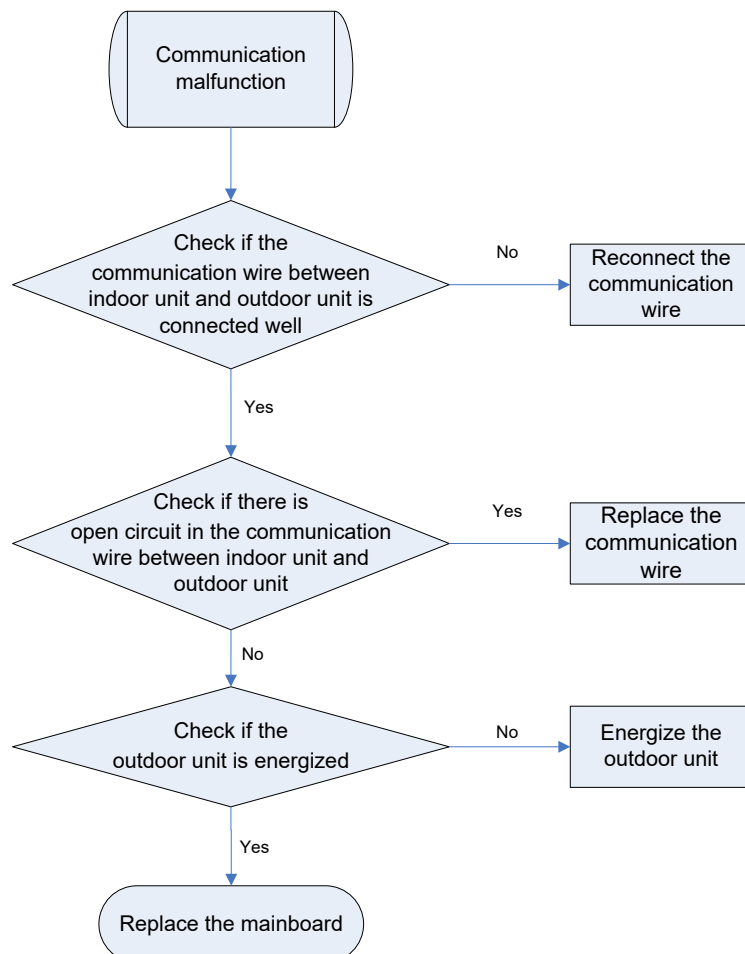 Communication
malfunction
Check if the
communication wire between
indoor unit and outdoor unit is
connected well
No
Reconnect the
communication
wire
Yes
Check if there is
open circuit in the communication
wire between indoor unit and
outdoor unit
Yes
Replace the
communication
wire
No
Check if the
outdoor unit is energized
No
Energize the
outdoor unit
Yes
Replace the mainboard